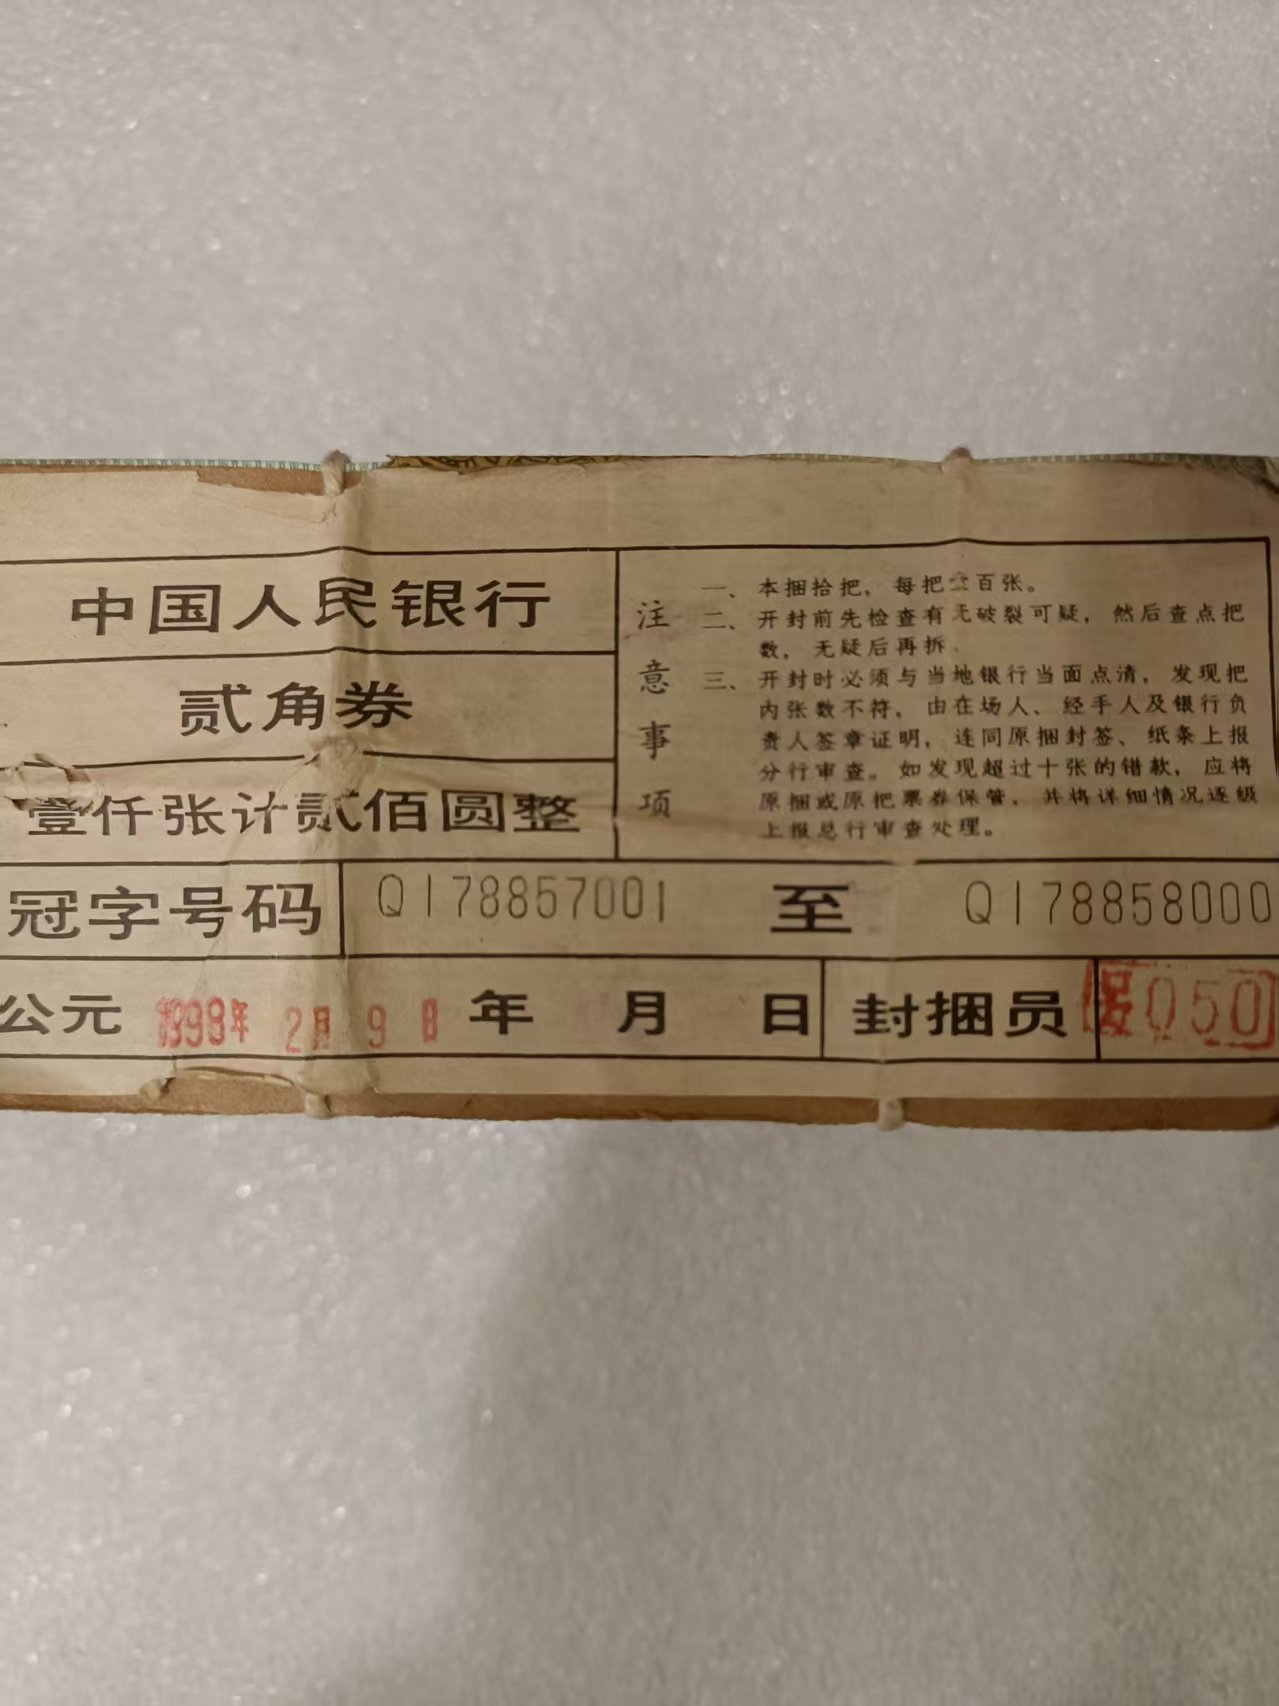 中国人民银行
贰角券
壹仟张计贰佰圆整
注意事项
一、本捆拾把，每把壹百张。
二、开封前先检查有无破裂可疑，然后查点把
数，无疑后再拆．
三、开封时必须与当地银行当面点清，发现把
内张数不符，由在场人、经手人及银行负
责人签章证明，连同原捆封签、纸条上报
分行审查。如发现超过十张的错款，应将
原捆或原把票券保管，并将详细情况逐级
上报总行审查处理。
冠字号码 QI78857001 至 QI78858000
公元 1998年 2月 9日 年 月 日 封捆员 050